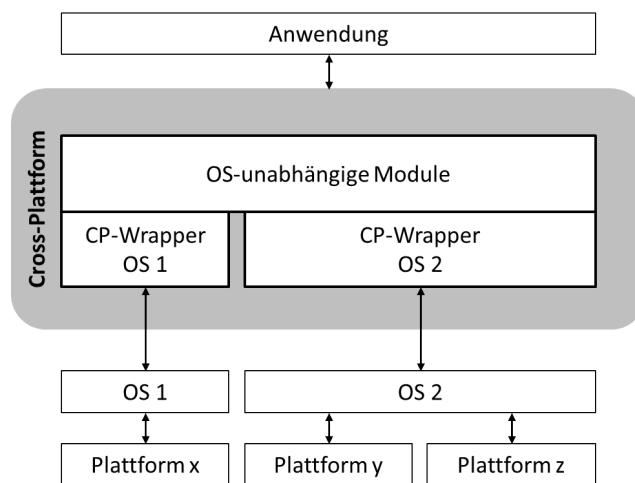 Anwendung
Cross-Plattform
OS-unabhängige Module
CP-Wrapper
OS 1
CP-Wrapper
OS 2
OS 1
OS 2
Plattform x
Plattform y
Plattform z